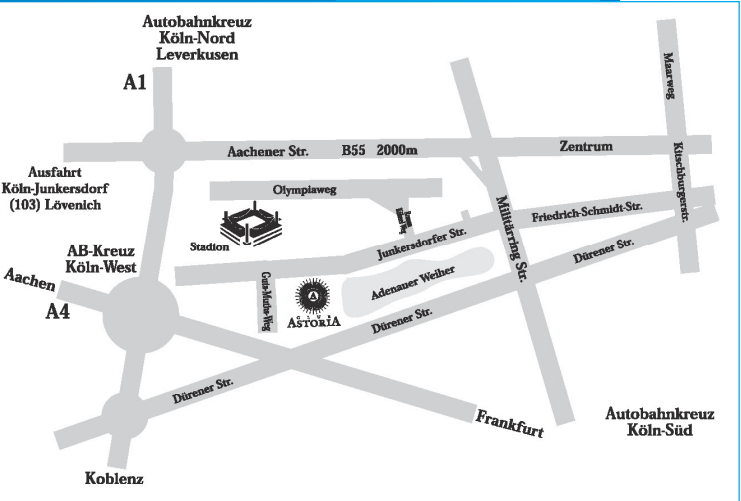 Autobahnkreuz
Köln-Nord
Leverkusen
A1
Maarweg
Aachener Str. B55 2000m
Zentrum
Kitschburgerstr.
Ausfahrt
Köln-Junkersdorf
(103) Lövenich
Olympiaweg
Militärring Str.
Friedrich-Schmidt-Str.
Stadion
Junkersdorfer Str.
AB-Kreuz
Köln-West
Dürener Str.
Aachen
A4
Guts-Muths-Weg
Adenauer Weiher
CLUB
ASTORIA
Dürener Str.
Dürener Str.
Frankfurt
Autobahnkreuz
Köln-Süd
Koblenz